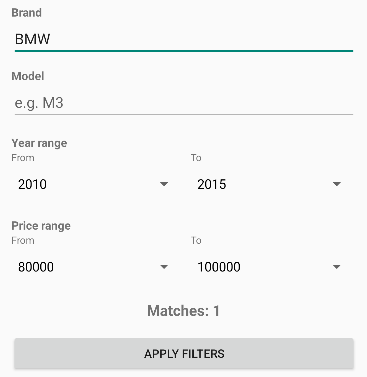 Brand
BMW
Model
e.g. M3
Year range
From To
2010 2015
Price range
From To
80000 100000
Matches: 1
APPLY FILTERS